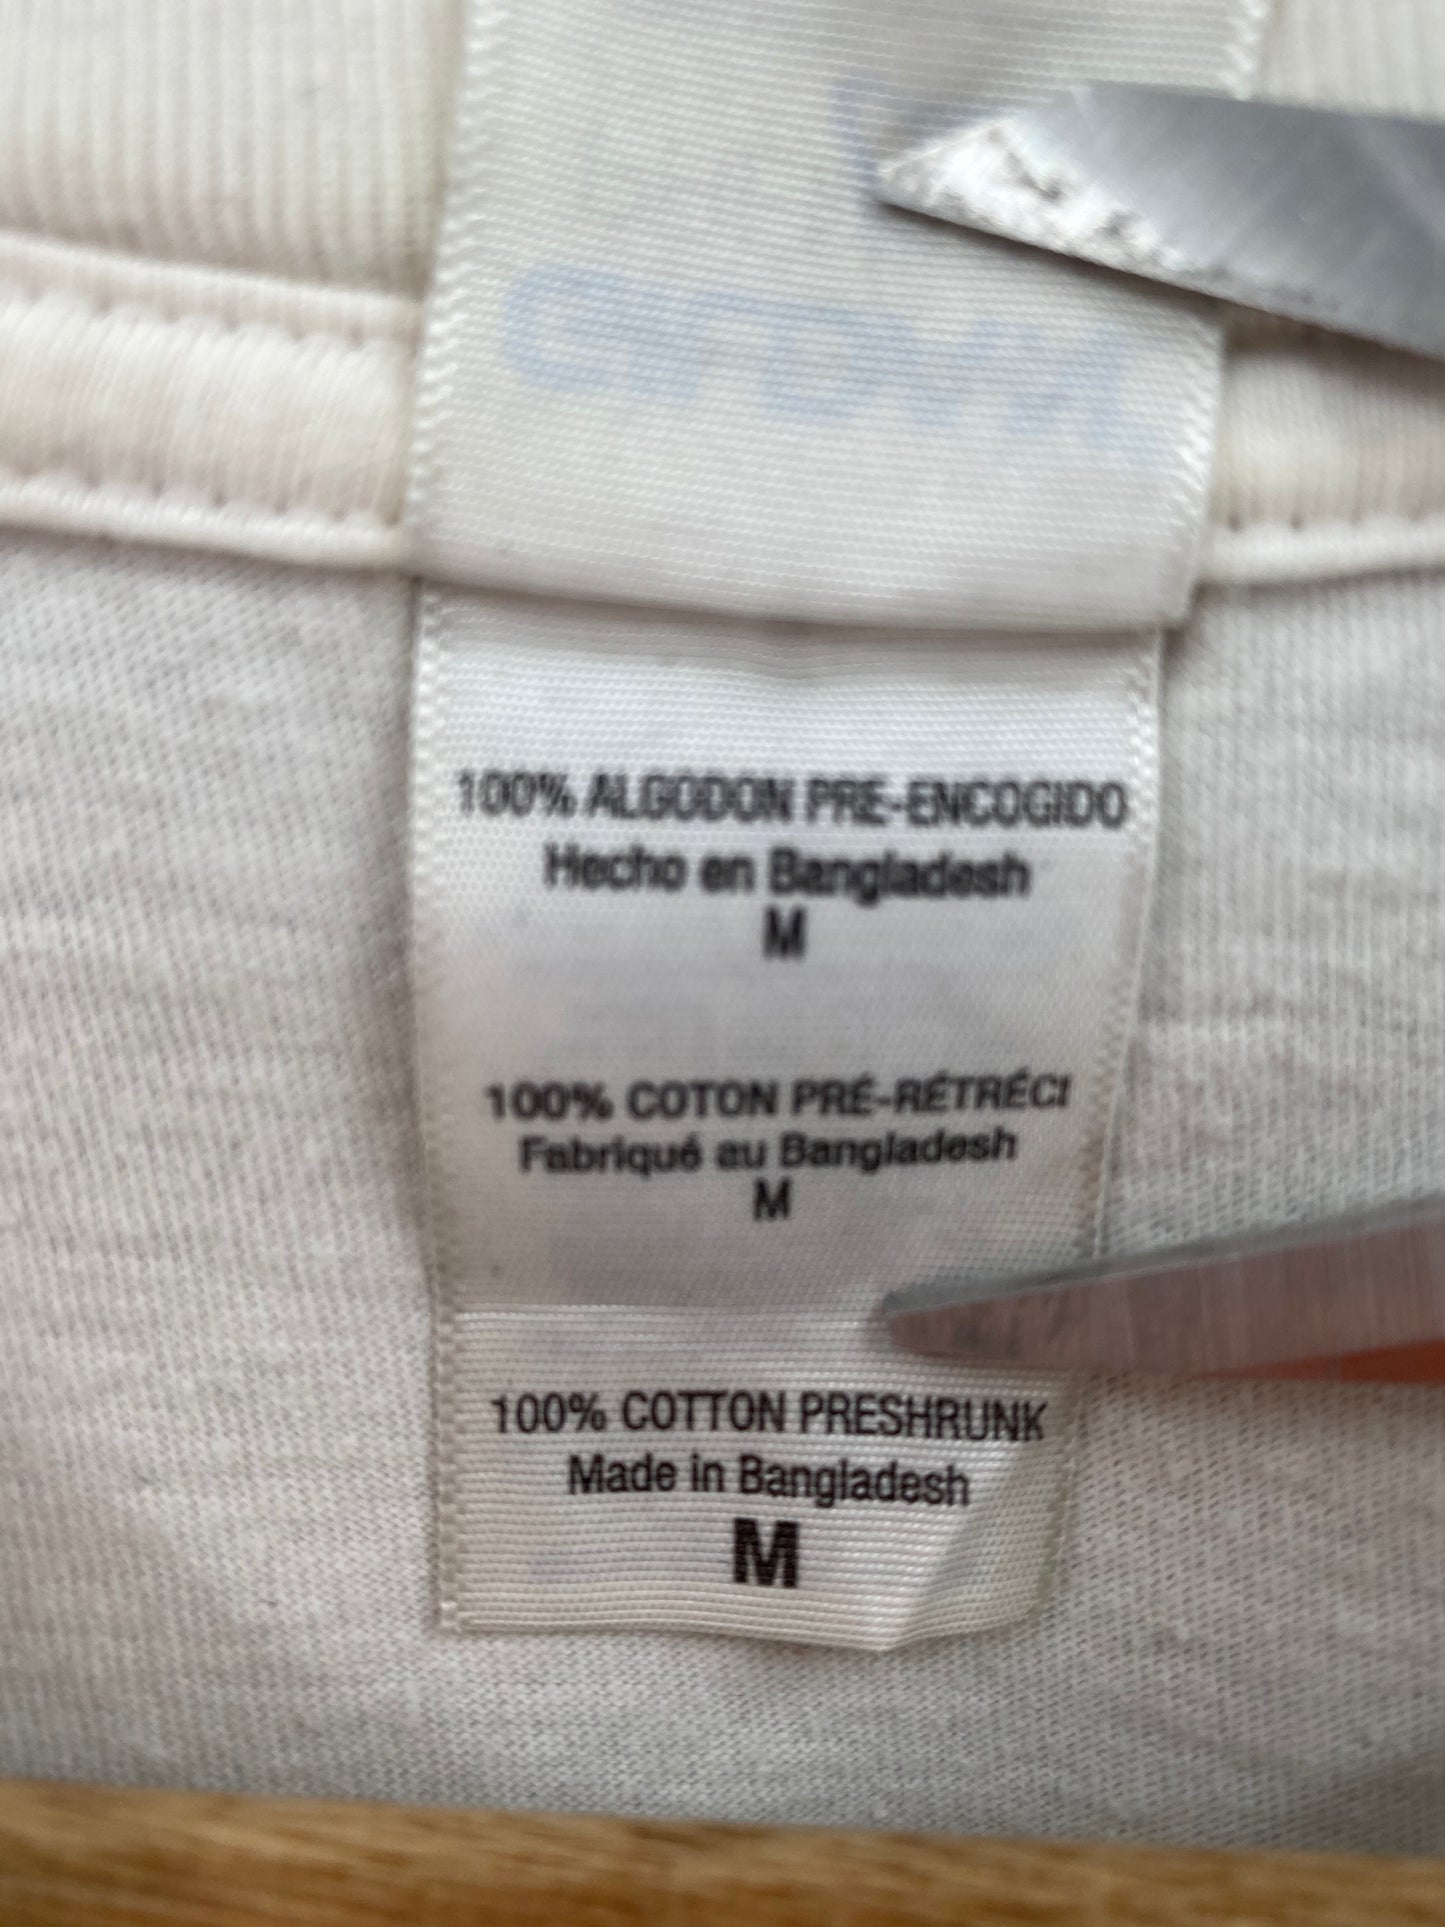 100% ALGODON PRE-ENCOGIDO
Hecho en Bangladesh
M
100% COTON PRÉ-RÉTRÉCI
Fabriqué au Bangladesh
M
100% COTTON PRESHRUNK
Made in Bangladesh
M